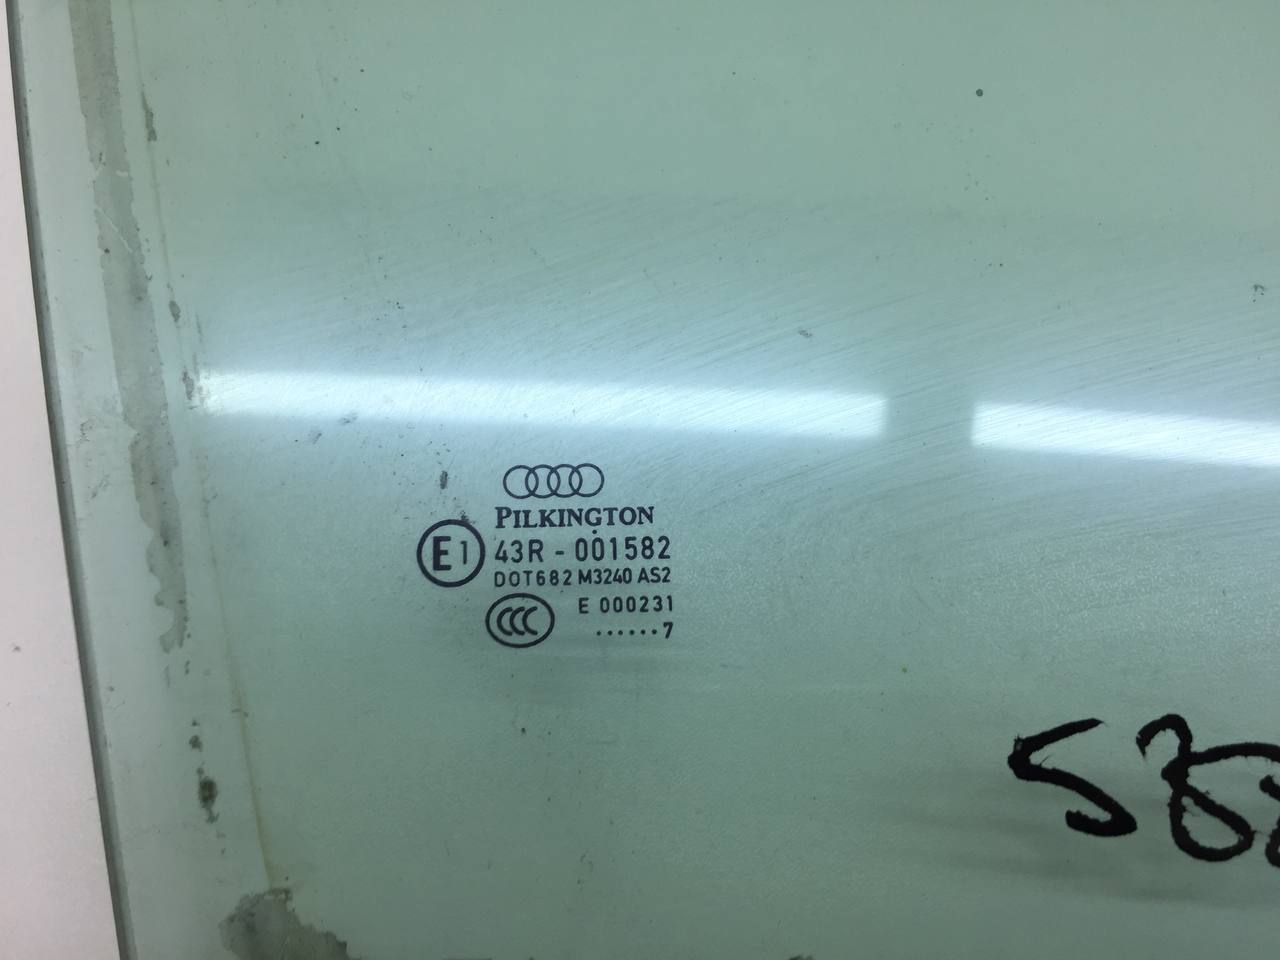 PILKINGTON
E1 43R - 001582
DOT682 M3240 AS2
CCC E 000231
......7